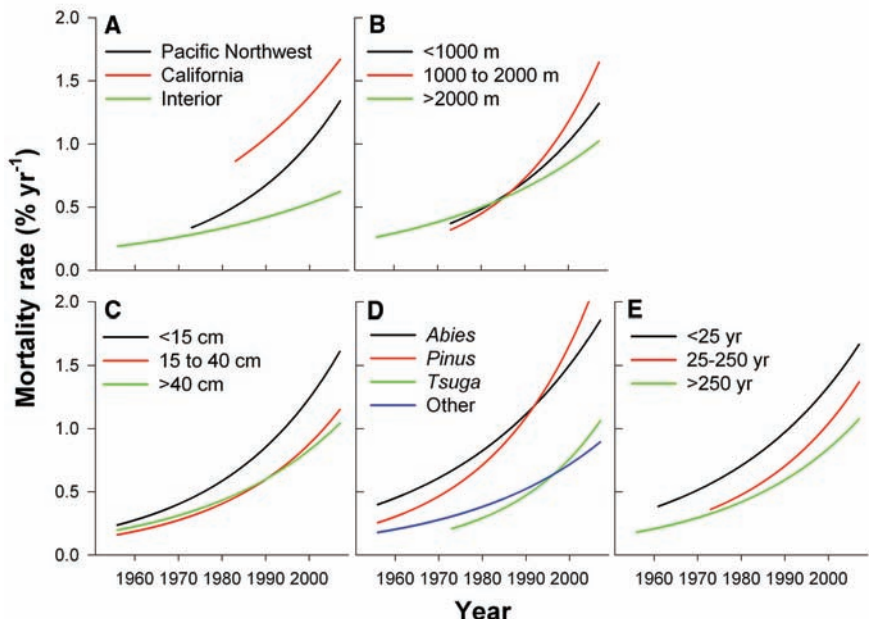 A
Pacific Northwest
California
Interior
B
<1000 m
1000 to 2000 m
>2000 m
2.0
1.5
1.0
0.5
0.0
C
<15 cm
15 to 40 cm
>40 cm
D
Abies
Pinus
Tsuga
Other
E
<25 yr
25-250 yr
>250 yr
2.0
1.5
1.0
0.5
0.0
Mortality rate (% yr⁻¹)
1960 1970 1980 1990 2000
1960 1970 1980 1990 2000
1960 1970 1980 1990 2000
Year